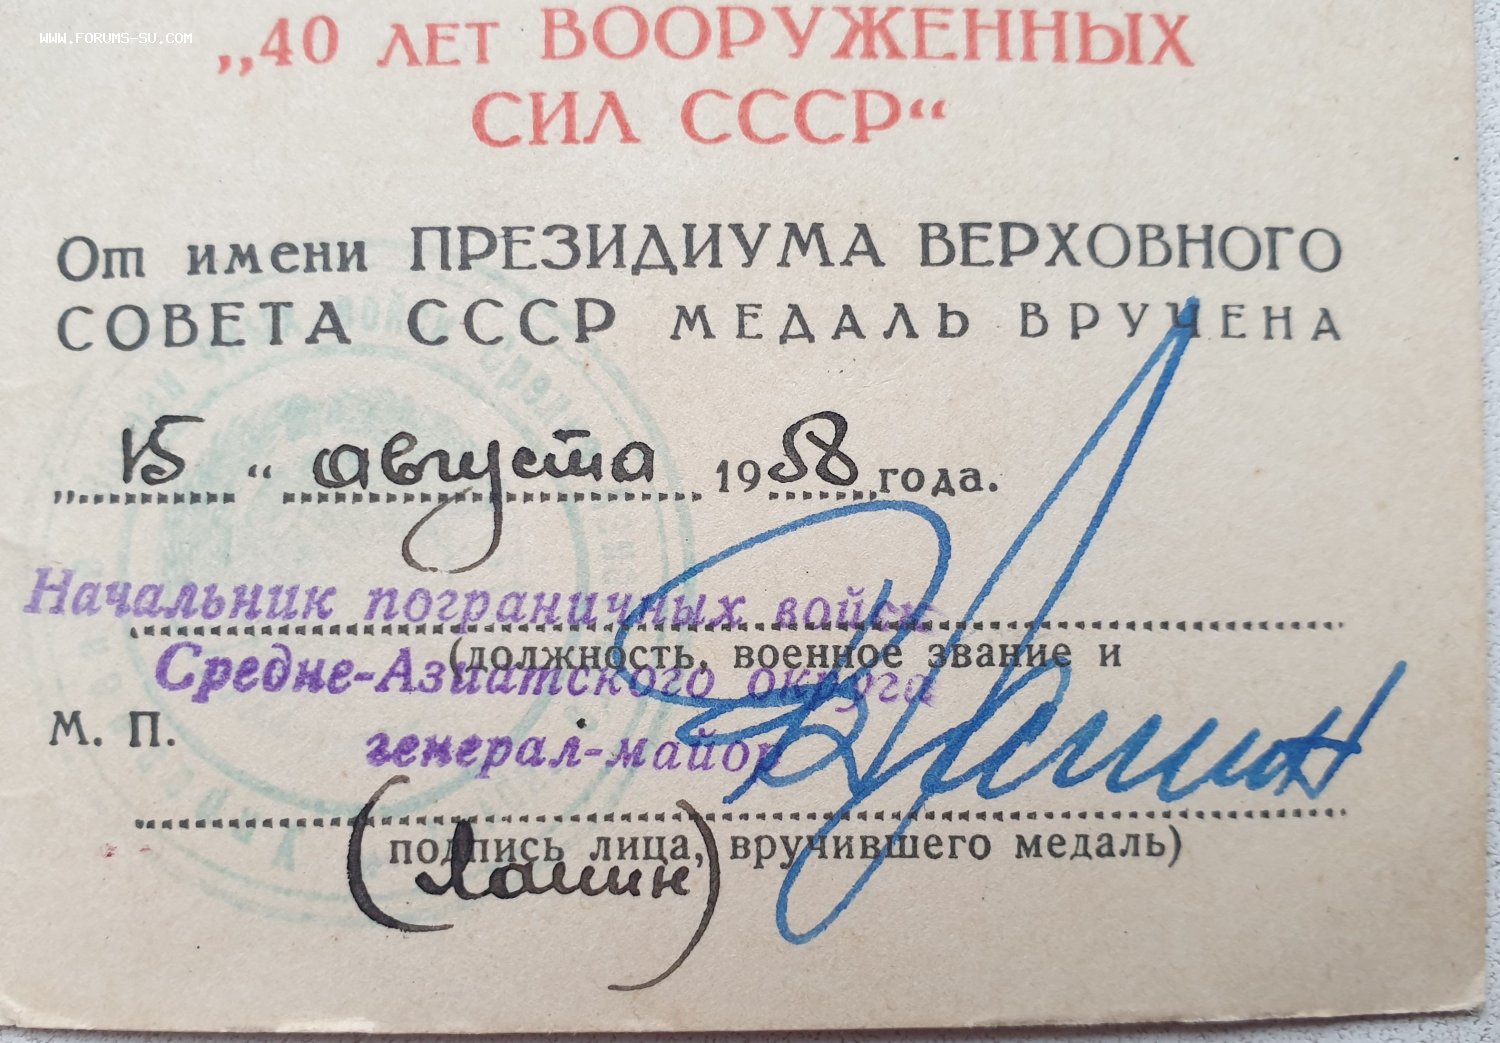 WWW.FORUMS-SU.COM
„40 ЛЕТ ВООРУЖЕННЫХ
СИЛ СССР“
От имени ПРЕЗИДИУМА ВЕРХОВНОГО
СОВЕТА СССР МЕДАЛЬ ВРУЧЕНА
„15“ августа 1958 года.
Начальник пограничных войск
(должность, военное звание и
Средне-Азиатского округа
М. П.
генерал-майор
подпись лица, вручившего медаль)